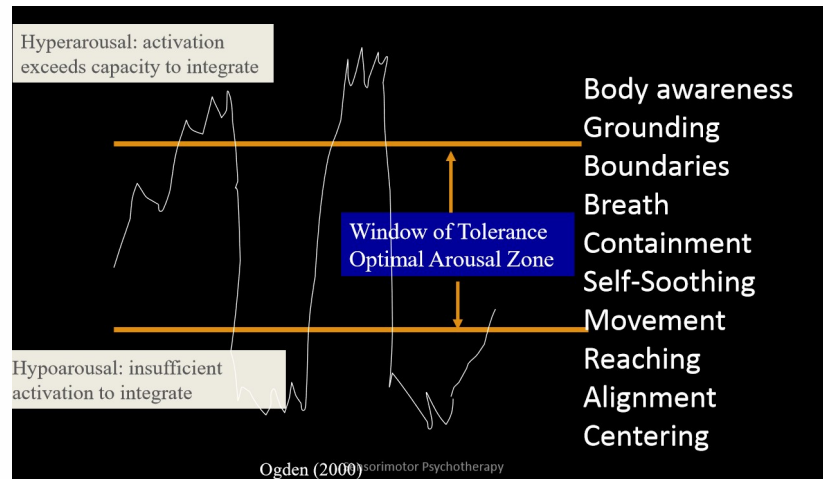 Hyperarousal: activation
exceeds capacity to integrate
Window of Tolerance
Optimal Arousal Zone
Hypoarousal: insufficient
activation to integrate
Body awareness
Grounding
Boundaries
Breath
Containment
Self-Soothing
Movement
Reaching
Alignment
Centering
Ogden (2000) Sensorimotor Psychotherapy